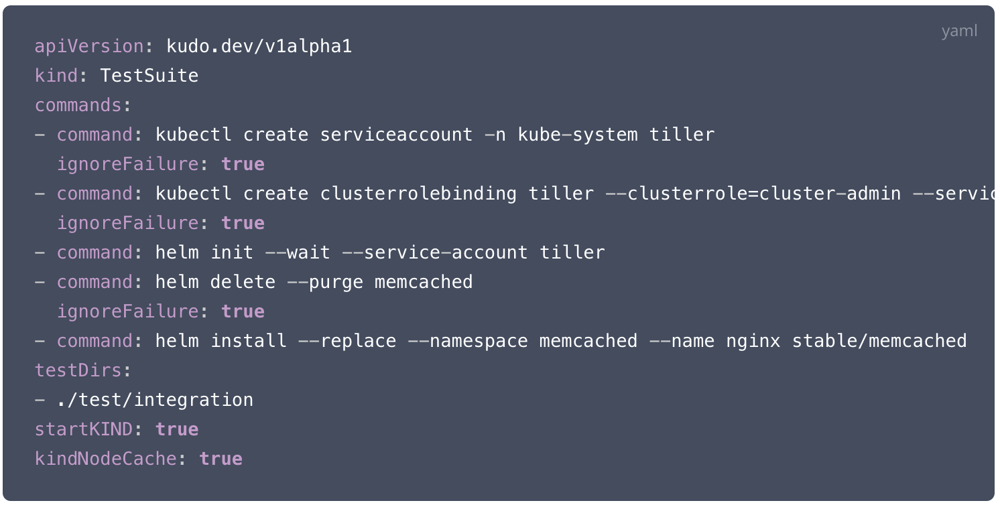 yaml
apiVersion: kudo.dev/v1alpha1
kind: TestSuite
commands:
- command: kubectl create serviceaccount -n kube-system tiller
  ignoreFailure: true
- command: kubectl create clusterrolebinding tiller --clusterrole=cluster-admin
  ignoreFailure: true
- command: helm init --wait --service-account tiller
- command: helm delete --purge memcached
  ignoreFailure: true
- command: helm install --replace --namespace memcached --name nginx stable/memcached
testDirs:
- ./test/integration
startKIND: true
kindNodeCache: true